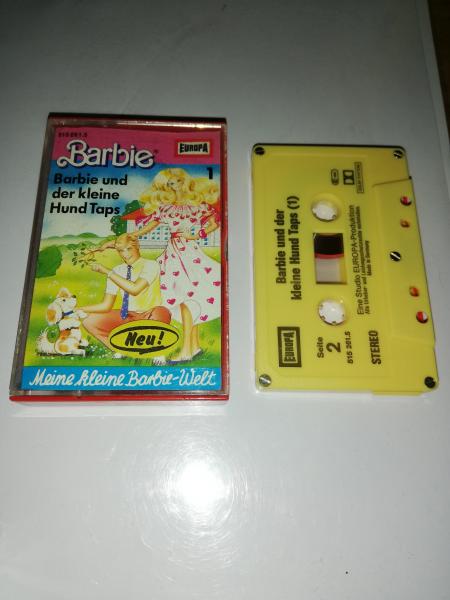 515 261.5
Barbie®
EUROPA
1
Barbie und
der kleine
Hund Taps
Neu!
Meine kleine Barbie-Welt
Barbie und der
kleine Hund Taps (1)
Eine Studio EUROPA-Produktion
Made in Germany
EUROPA
Seite
2
515 261.5
STEREO